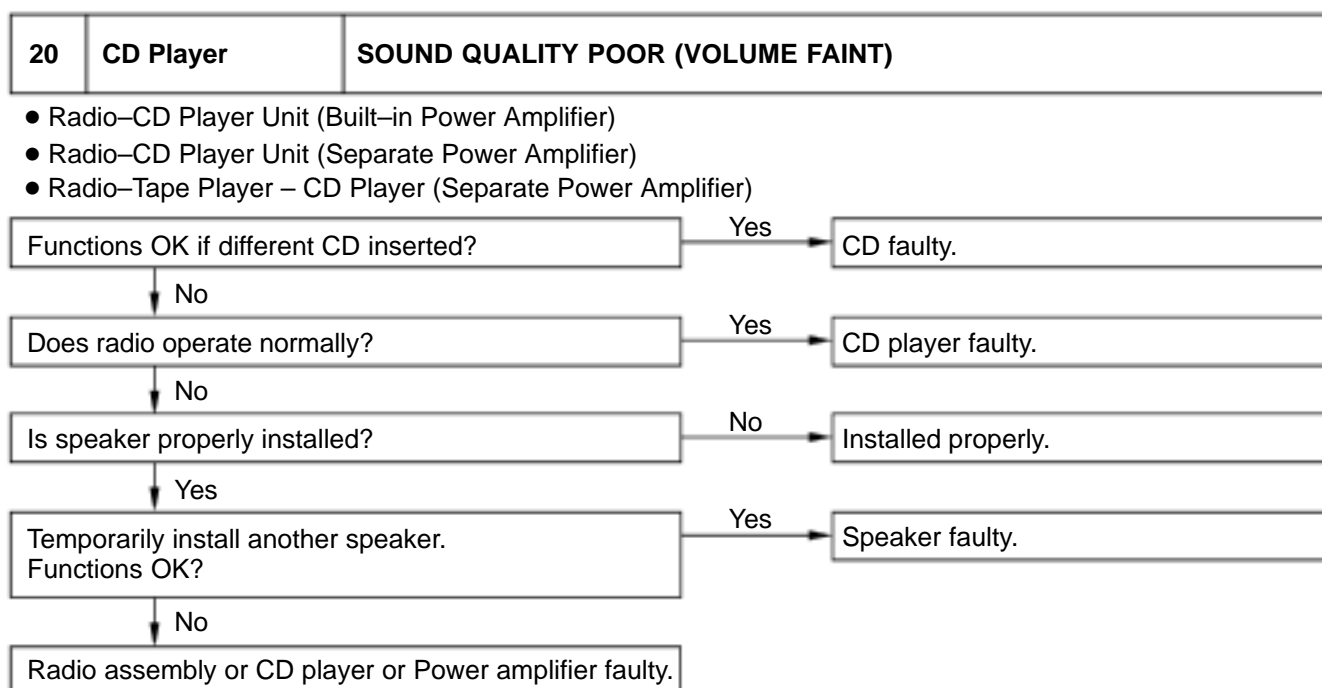 20 CD Player SOUND QUALITY POOR (VOLUME FAINT)
● Radio–CD Player Unit (Built–in Power Amplifier)
● Radio–CD Player Unit (Separate Power Amplifier)
● Radio–Tape Player – CD Player (Separate Power Amplifier)
Functions OK if different CD inserted?
Yes
CD faulty.
No
Does radio operate normally?
Yes
CD player faulty.
No
Is speaker properly installed?
No
Installed properly.
Yes
Temporarily install another speaker.
Functions OK?
Yes
Speaker faulty.
No
Radio assembly or CD player or Power amplifier faulty.